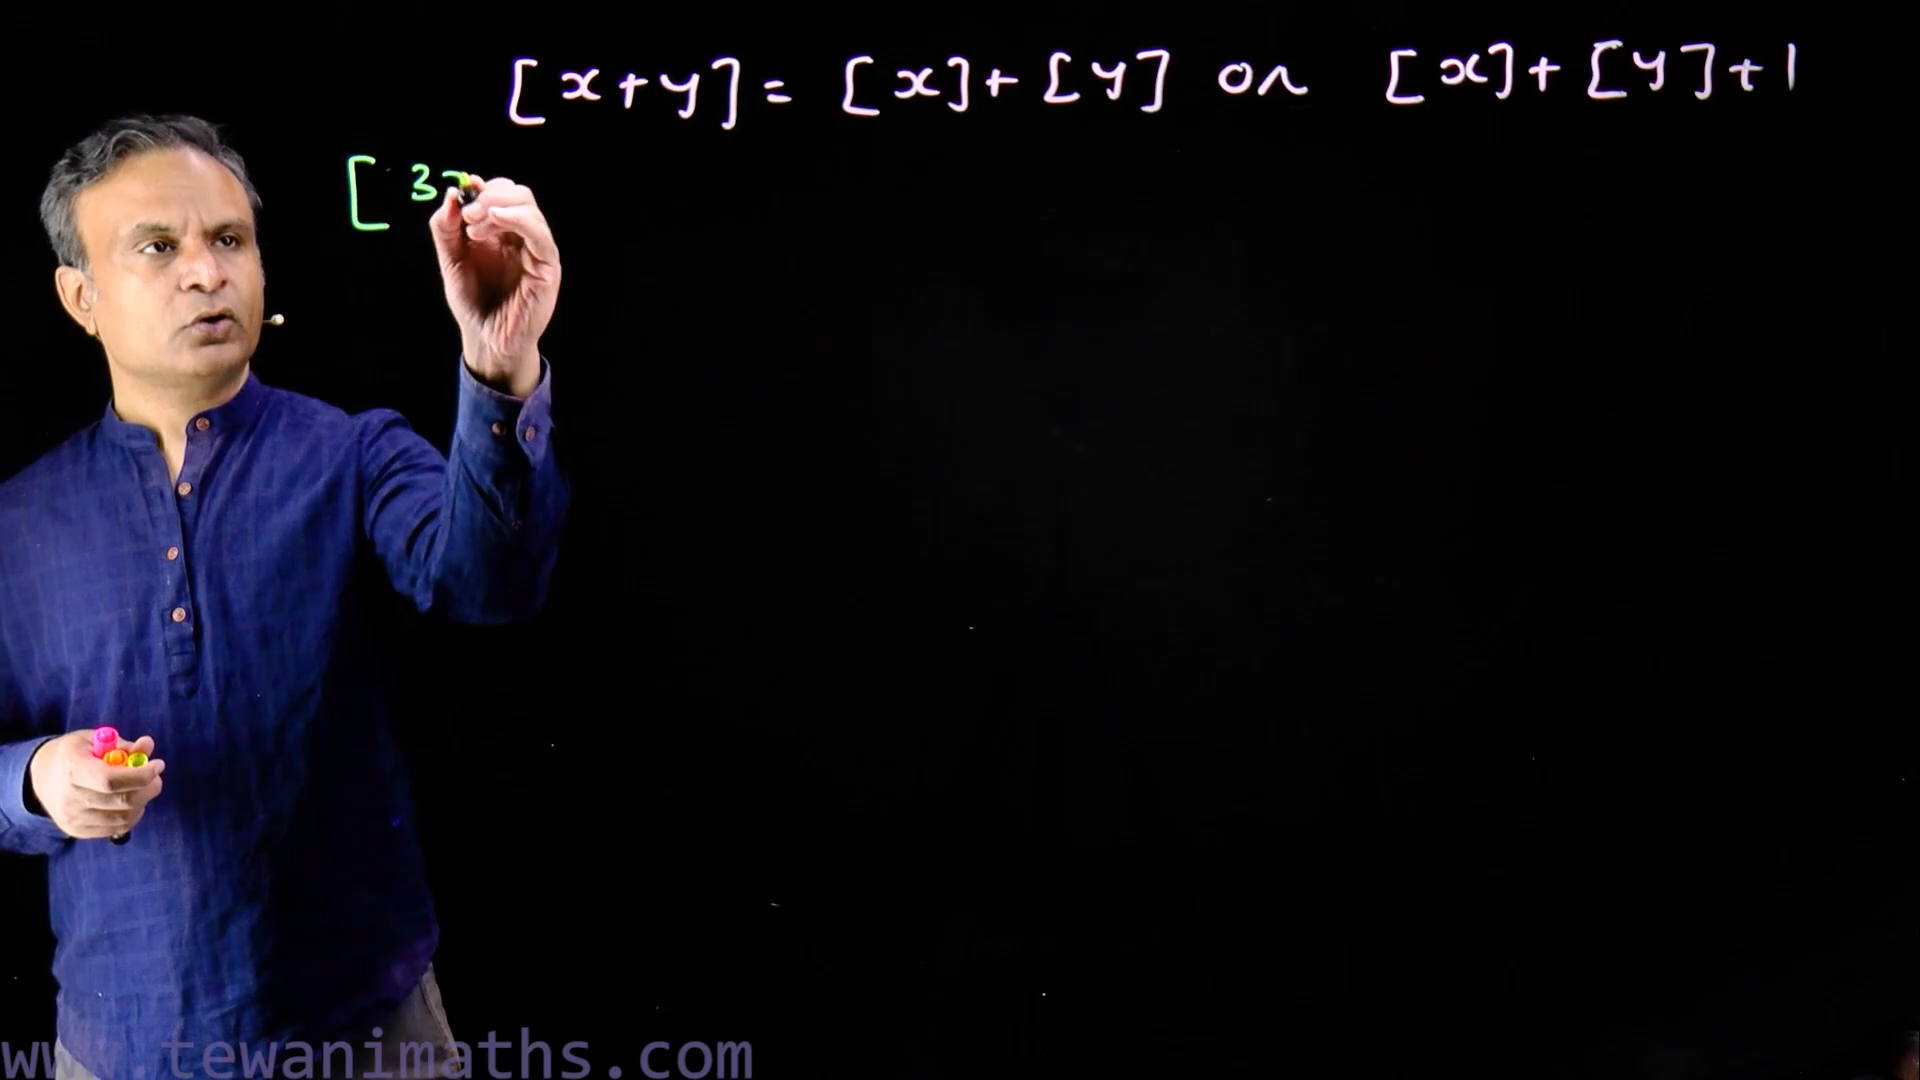 [x+y] = [x]+[y] or [x]+[y]+1
[ 3
www.tewanimaths.com